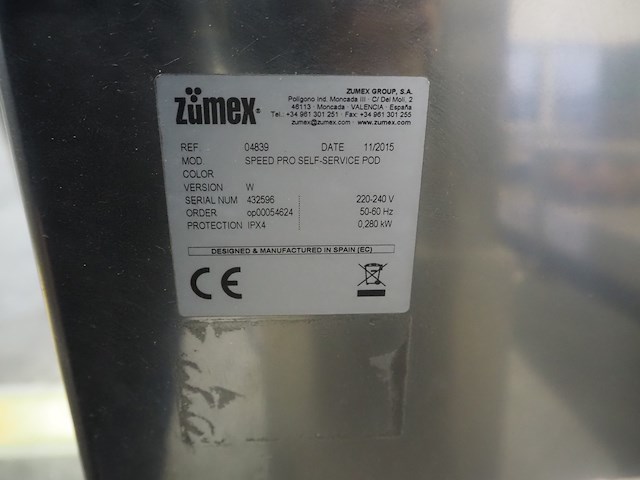 zümex®
ZUMEX GROUP, S.A.
Polígono Ind. Moncada III · C/ Del Molí, 2
46113 · Moncada · VALENCIA · España
Tel.: +34 961 301 251 · Fax: +34 961 301 255
zumex@zumex.com · www.zumex.com
REF. 04839 DATE 11/2015
MOD. SPEED PRO SELF-SERVICE POD
COLOR
VERSION W
SERIAL NUM 432596 220-240 V
ORDER op00054624 50-60 Hz
PROTECTION IPX4 0,280 kW
DESIGNED & MANUFACTURED IN SPAIN (EC)
CE